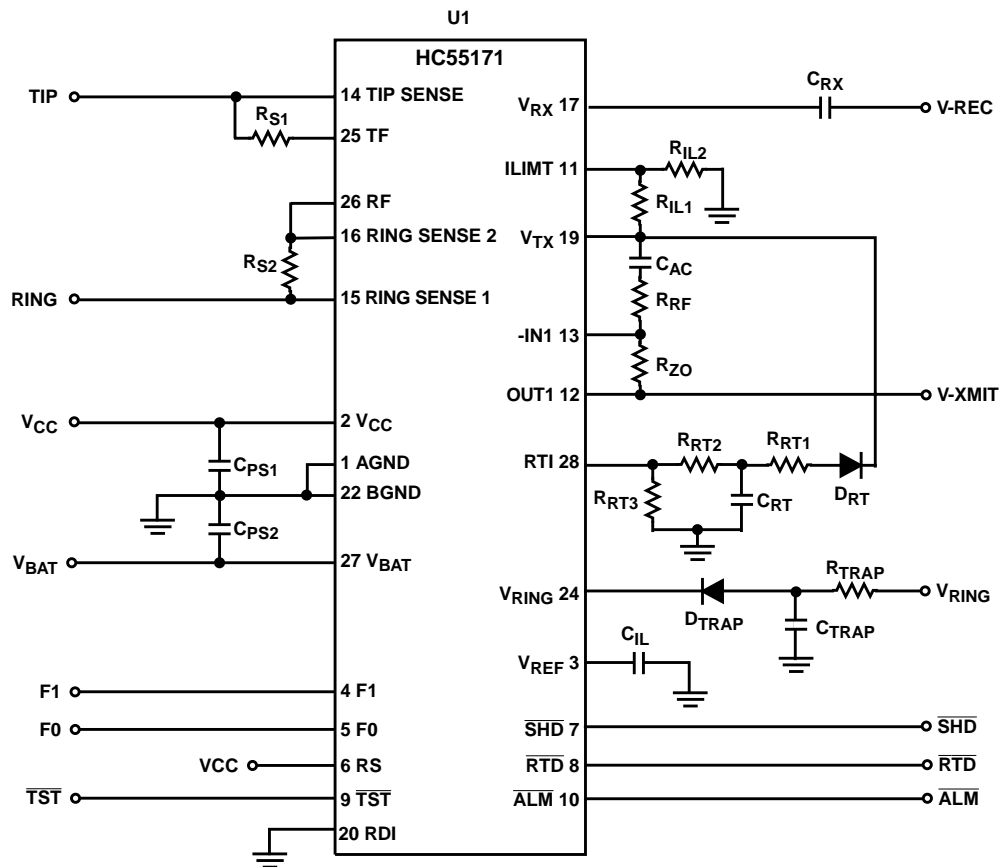 U1
HC55171
TIP
14 TIP SENSE
RS1
25 TF
26 RF
16 RING SENSE 2
RS2
RING
15 RING SENSE 1
VCC
2 VCC
CPS1
1 AGND
22 BGND
CPS2
VBAT
27 VBAT
F1
4 F1
F0
5 F0
VCC
6 RS
TST
9 TST
20 RDI
VRX 17
CRX
V-REC
ILIMT 11
RIL2
RIL1
VTX 19
CAC
RRF
-IN1 13
RZO
OUT1 12
V-XMIT
RTI 28
RRT2
RRT1
RRT3
CRT
DRT
VRING 24
DTRAP
RTRAP
VRING
CTRAP
CIL
VREF 3
SHD 7
SHD
RTD 8
RTD
ALM 10
ALM